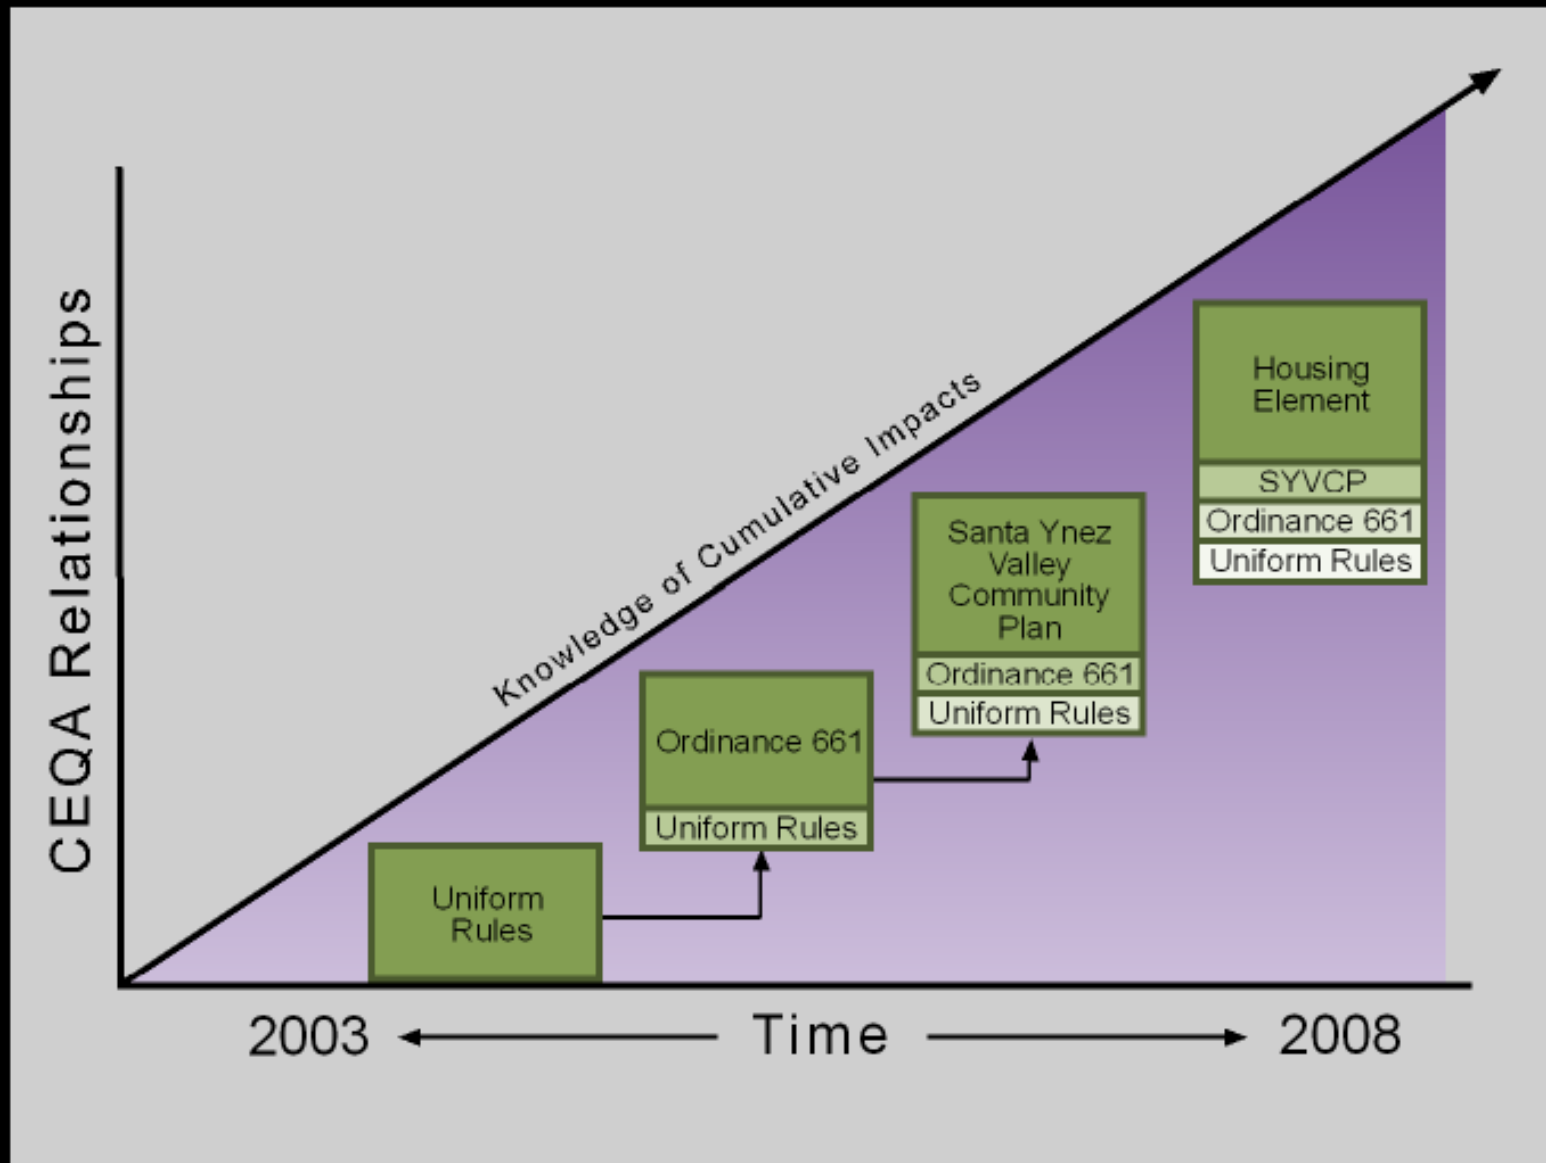 CEQA Relationships
Knowledge of Cumulative Impacts
Housing
Element
SYVCP
Ordinance 661
Uniform Rules
Santa Ynez
Valley
Community
Plan
Ordinance 661
Uniform Rules
Ordinance 661
Uniform Rules
Uniform
Rules
2003 Time 2008